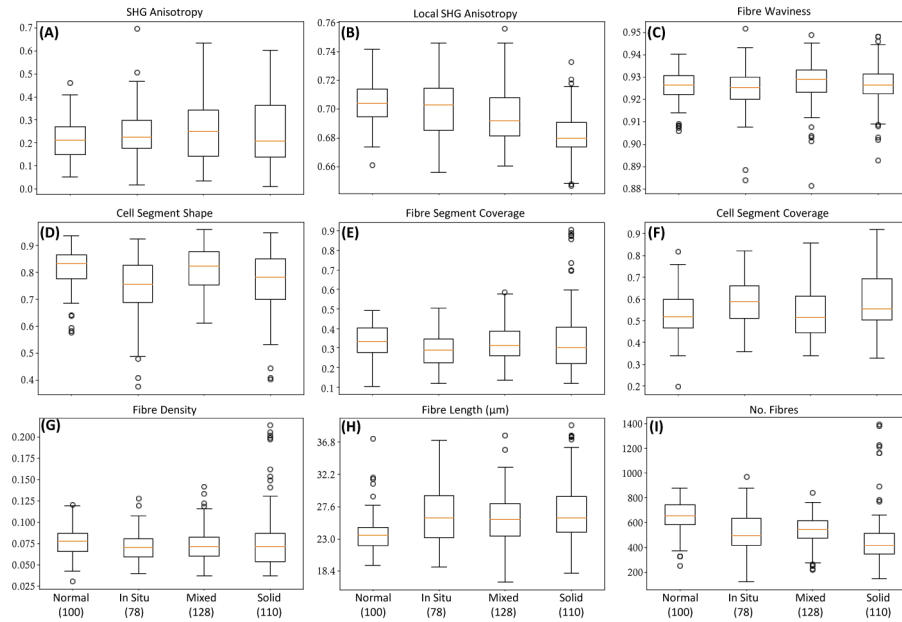 SHG Anisotropy
(A)
0.7
0.6
0.5
0.4
0.3
0.2
0.1
0.0
Local SHG Anisotropy
(B)
0.76
0.74
0.72
0.70
0.68
0.66
Fibre Waviness
(C)
0.95
0.94
0.93
0.92
0.91
0.90
0.89
0.88
Cell Segment Shape
(D)
0.9
0.8
0.7
0.6
0.5
0.4
Fibre Segment Coverage
(E)
0.9
0.8
0.7
0.6
0.5
0.4
0.3
0.2
0.1
Cell Segment Coverage
(F)
0.9
0.8
0.7
0.6
0.5
0.4
0.3
0.2
Fibre Density
(G)
0.200
0.175
0.150
0.125
0.100
0.075
0.050
0.025
Normal In Situ Mixed Solid
(100) (78) (128) (110)
Fibre Length (μm)
(H)
36.8
32.2
27.6
23.0
18.4
Normal In Situ Mixed Solid
(100) (78) (128) (110)
No. Fibres
(I)
1400
1200
1000
800
600
400
200
Normal In Situ Mixed Solid
(100) (78) (128) (110)